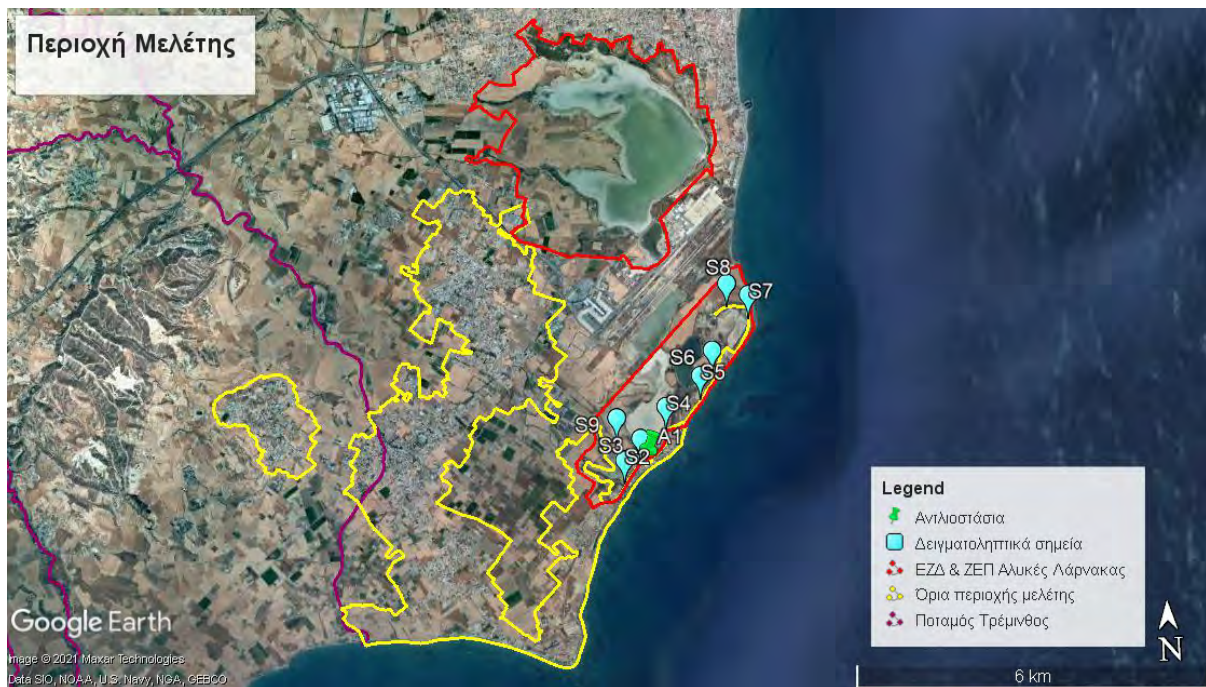 Περιοχή Μελέτης
S8
S7
S6
S5
S4
S9
A1
S3
S2
Legend
Αντλιοστάσια
Δειγματοληπτικά σημεία
ΕΖΔ & ΖΕΠ Αλυκές Λάρνακας
Όρια περιοχής μελέτης
Ποταμός Τρέμινθος
Google Earth
Image © 2021 Maxar Technologies
Data SIO, NOAA, U.S. Navy, NGA, GEBCO
N
6 km